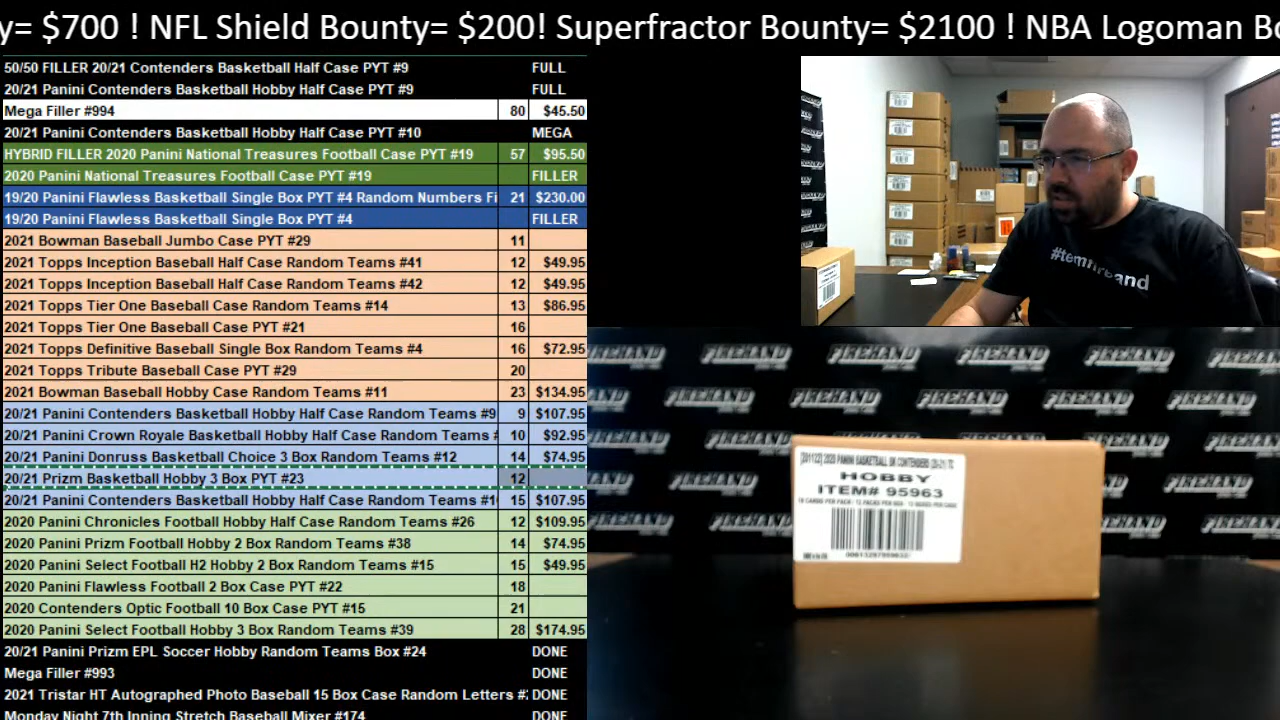 y= $700 ! NFL Shield Bounty= $200! Superfractor Bounty= $2100 ! NBA Logoman Bo
50/50 FILLER 20/21 Contenders Basketball Half Case PYT #9 FULL
20/21 Panini Contenders Basketball Hobby Half Case PYT #9 FULL
Mega Filler #994 80 $45.50
20/21 Panini Contenders Basketball Hobby Half Case PYT #10 MEGA
HYBRID FILLER 2020 Panini National Treasures Football Case PYT #19 57 $95.50
2020 Panini National Treasures Football Case PYT #19 FILLER
19/20 Panini Flawless Basketball Single Box PYT #4 Random Numbers Fi 21 $230.00
19/20 Panini Flawless Basketball Single Box PYT #4 FILLER
2021 Bowman Baseball Jumbo Case PYT #29 11
2021 Topps Inception Baseball Half Case Random Teams #41 12 $49.95
2021 Topps Inception Baseball Half Case Random Teams #42 12 $49.95
2021 Topps Tier One Baseball Case Random Teams #14 13 $86.95
2021 Topps Tier One Baseball Case PYT #21 16
2021 Topps Definitive Baseball Single Box Random Teams #4 16 $72.95
2021 Topps Tribute Baseball Case PYT #29 20
2021 Bowman Baseball Hobby Case Random Teams #11 23 $134.95
20/21 Panini Contenders Basketball Hobby Half Case Random Teams #9 9 $107.95
20/21 Panini Crown Royale Basketball Hobby Half Case Random Teams # 10 $92.95
20/21 Panini Donruss Basketball Choice 3 Box Random Teams #12 14 $74.95
20/21 Prizm Basketball Hobby 3 Box PYT #23 12
20/21 Panini Contenders Basketball Hobby Half Case Random Teams #10 15 $107.95
2020 Panini Chronicles Football Hobby Half Case Random Teams #26 12 $109.95
2020 Panini Prizm Football Hobby 2 Box Random Teams #38 14 $74.95
2020 Panini Select Football H2 Hobby 2 Box Random Teams #15 15 $49.95
2020 Panini Flawless Football 2 Box Case PYT #22 18
2020 Contenders Optic Football 10 Box Case PYT #15 21
2020 Panini Select Football Hobby 3 Box Random Teams #39 28 $174.95
20/21 Panini Prizm EPL Soccer Hobby Random Teams Box #24 DONE
Mega Filler #993 DONE
2021 Tristar HT Autographed Photo Baseball 15 Box Case Random Letters #2 DONE
Monday Night 7th Inning Stretch Baseball Mixer #174 DONE
FIREHAND
HOBBY
ITEM# 95963